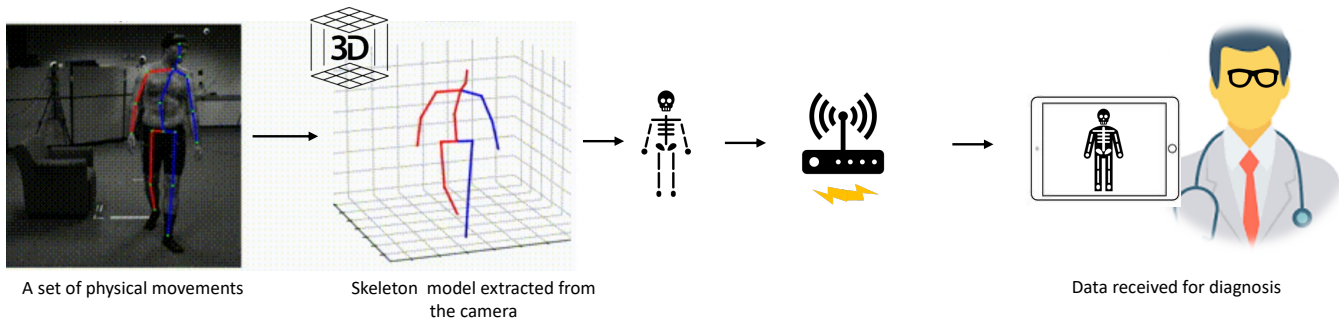 3D
A set of physical movements
Skeleton model extracted from
the camera
Data received for diagnosis